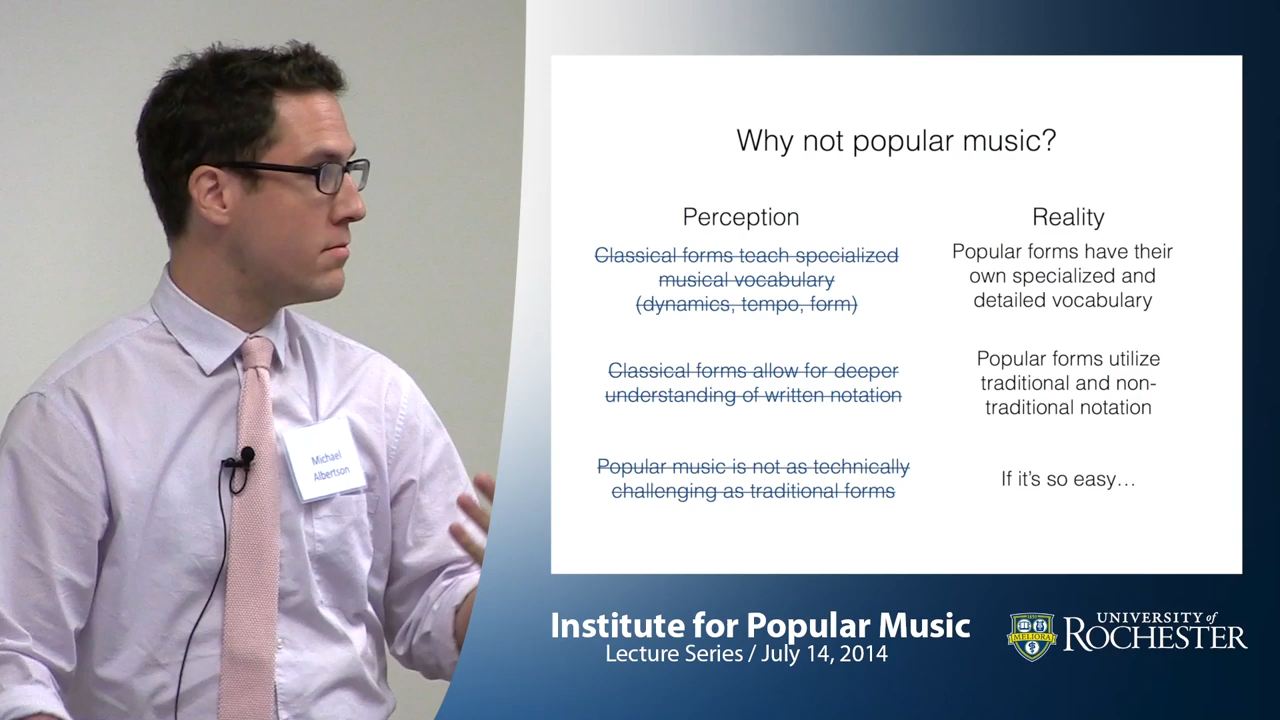 Michael
Albertson
Why not popular music?
Perception
Classical forms teach specialized
musical vocabulary
(dynamics, tempo, form)
Classical forms allow for deeper
understanding of written notation
Popular music is not as technically
challenging as traditional forms
Reality
Popular forms have their
own specialized and
detailed vocabulary
Popular forms utilize
traditional and non-
traditional notation
If it's so easy…
Institute for Popular Music
Lecture Series / July 14, 2014
MELIORA
UNIVERSITY of
ROCHESTER